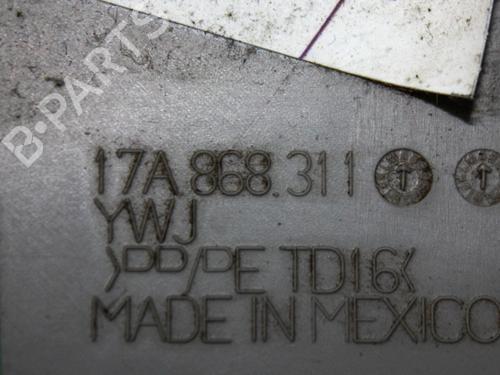 B-PARTS
17A.868.311
YWJ
>PP/PE TD16<
MADE IN MEXICO